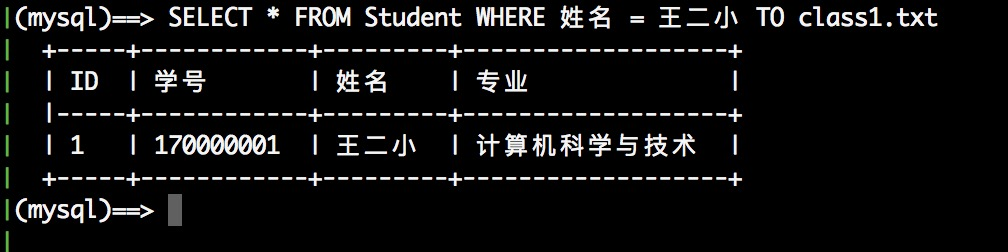 (mysql)==> SELECT * FROM Student WHERE 姓名 = 王二小 TO class1.txt
+-----+------------+---------+-------------------+
| ID  | 学号       | 姓名    | 专业              |
|-----+------------+---------+-------------------+
| 1   | 170000001  | 王二小  | 计算机科学与技术  |
+-----+------------+---------+-------------------+
(mysql)==>